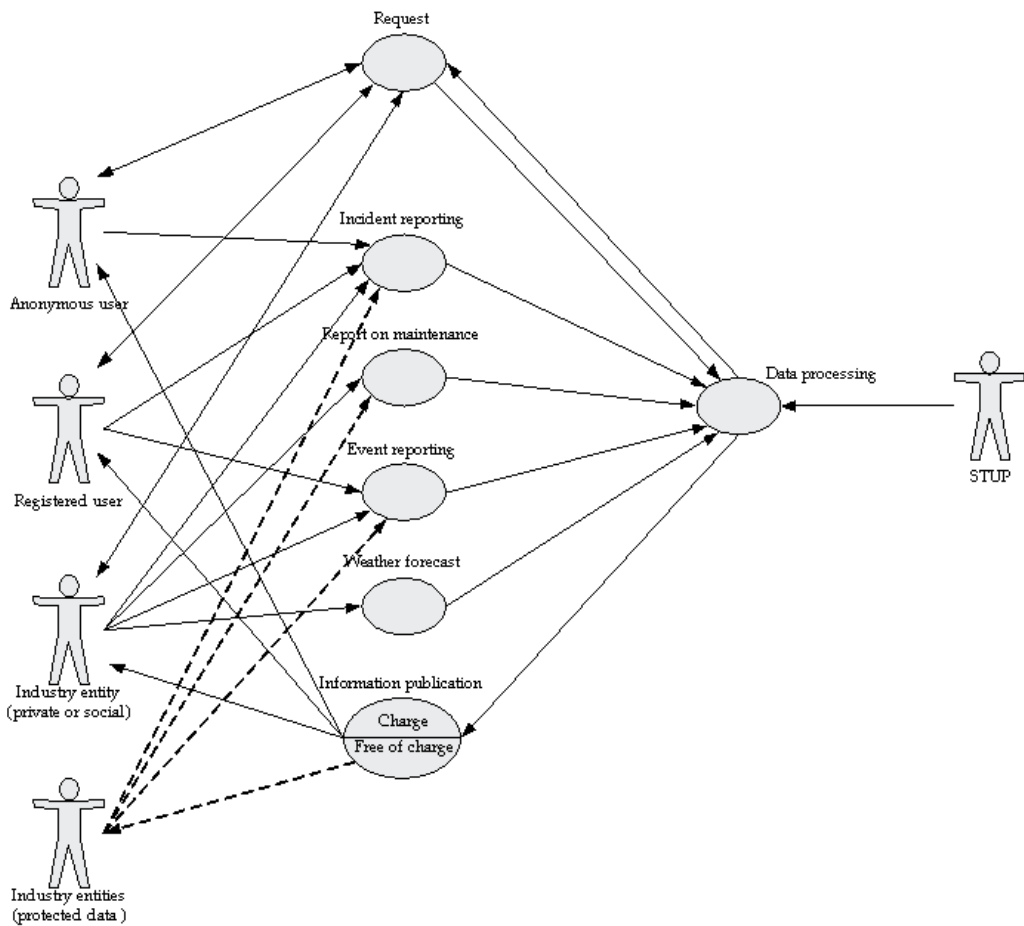 Request
Incident reporting
Anonymous user
Report on maintenance
Data processing
Event reporting
STUP
Registered user
Weather forecast
Information publication
Industry entity
(private or social)
Charge
Free of charge
Industry entities
(protected data )